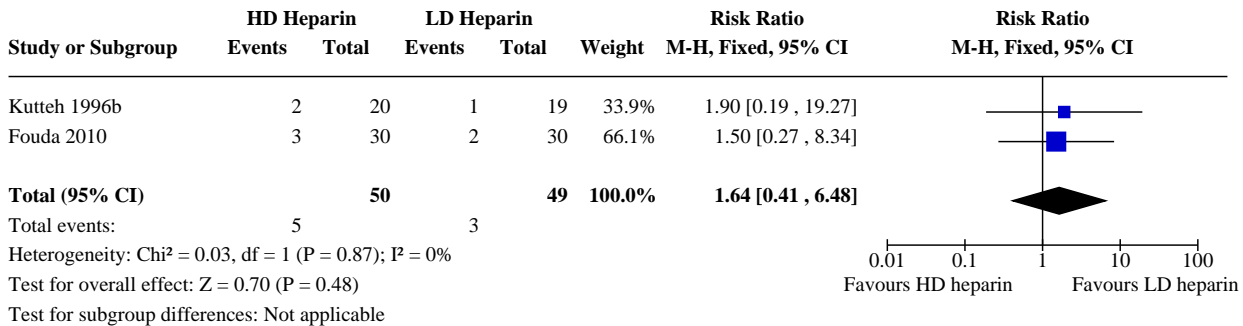 HD Heparin LD Heparin Risk Ratio Risk Ratio
Study or Subgroup Events Total Events Total Weight M-H, Fixed, 95% CI M-H, Fixed, 95% CI
Kutteh 1996b 2 20 1 19 33.9% 1.90 [0.19 , 19.27]
Fouda 2010 3 30 2 30 66.1% 1.50 [0.27 , 8.34]
Total (95% CI) 50 49 100.0% 1.64 [0.41 , 6.48]
Total events: 5 3
Heterogeneity: Chi² = 0.03, df = 1 (P = 0.87); I² = 0%
0.01 0.1 1 10 100
Test for overall effect: Z = 0.70 (P = 0.48)
Favours HD heparin Favours LD heparin
Test for subgroup differences: Not applicable